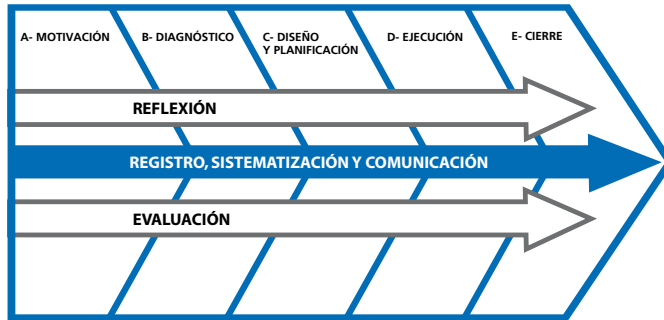 A- MOTIVACIÓN
B- DIAGNÓSTICO
C- DISEÑO
Y PLANIFICACIÓN
D- EJECUCIÓN
E- CIERRE
REFLEXIÓN
REGISTRO, SISTEMATIZACIÓN Y COMUNICACIÓN
EVALUACIÓN